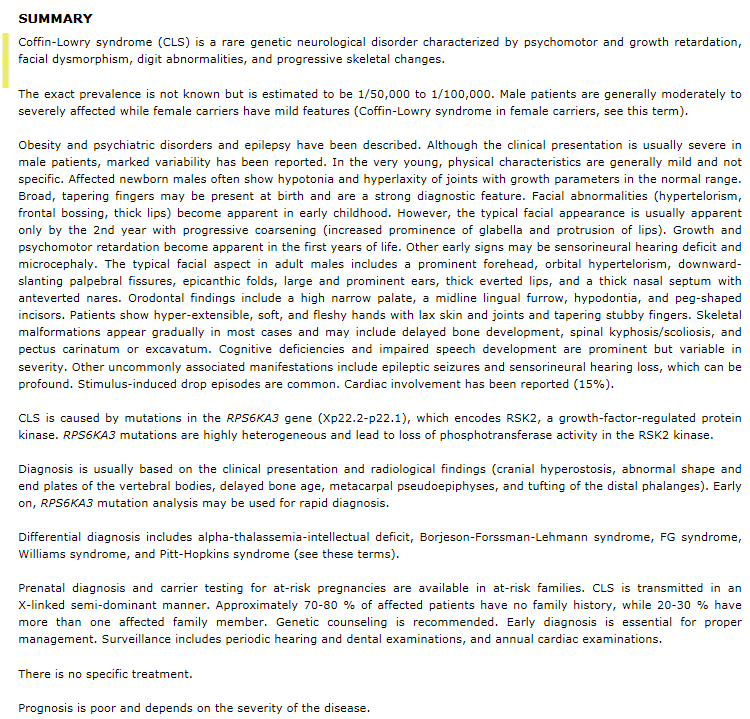 SUMMARY
Coffin-Lowry syndrome (CLS) is a rare genetic neurological disorder characterized by psychomotor and growth retardation,
facial dysmorphism, digit abnormalities, and progressive skeletal changes.
The exact prevalence is not known but is estimated to be 1/50,000 to 1/100,000. Male patients are generally moderately to
severely affected while female carriers have mild features (Coffin-Lowry syndrome in female carriers, see this term).
Obesity and psychiatric disorders and epilepsy have been described. Although the clinical presentation is usually severe in
male patients, marked variability has been reported. In the very young, physical characteristics are generally mild and not
specific. Affected newborn males often show hypotonia and hyperlaxity of joints with growth parameters in the normal range.
Broad, tapering fingers may be present at birth and are a strong diagnostic feature. Facial abnormalities (hypertelorism,
frontal bossing, thick lips) become apparent in early childhood. However, the typical facial appearance is usually apparent
only by the 2nd year with progressive coarsening (increased prominence of glabella and protrusion of lips). Growth and
psychomotor retardation become apparent in the first years of life. Other early signs may be sensorineural hearing deficit and
microcephaly. The typical facial aspect in adult males includes a prominent forehead, orbital hypertelorism, downward-
slanting palpebral fissures, epicanthic folds, large and prominent ears, thick everted lips, and a thick nasal septum with
anteverted nares. Orodontal findings include a high narrow palate, a midline lingual furrow, hypodontia, and peg-shaped
incisors. Patients show hyper-extensible, soft, and fleshy hands with lax skin and joints and tapering stubby fingers. Skeletal
malformations appear gradually in most cases and may include delayed bone development, spinal kyphosis/scoliosis, and
pectus carinatum or excavatum. Cognitive deficiencies and impaired speech development are prominent but variable in
severity. Other uncommonly associated manifestations include epileptic seizures and sensorineural hearing loss, which can be
profound. Stimulus-induced drop episodes are common. Cardiac involvement has been reported (15%).
CLS is caused by mutations in the RPS6KA3 gene (Xp22.2-p22.1), which encodes RSK2, a growth-factor-regulated protein
kinase. RPS6KA3 mutations are highly heterogeneous and lead to loss of phosphotransferase activity in the RSK2 kinase.
Diagnosis is usually based on the clinical presentation and radiological findings (cranial hyperostosis, abnormal shape and
end plates of the vertebral bodies, delayed bone age, metacarpal pseudoepiphyses, and tufting of the distal phalanges). Early
on, RPS6KA3 mutation analysis may be used for rapid diagnosis.
Differential diagnosis includes alpha-thalassemia-intellectual deficit, Borjeson-Forssman-Lehmann syndrome, FG syndrome,
Williams syndrome, and Pitt-Hopkins syndrome (see these terms).
Prenatal diagnosis and carrier testing for at-risk pregnancies are available in at-risk families. CLS is transmitted in an
X-linked semi-dominant manner. Approximately 70-80 % of affected patients have no family history, while 20-30 % have
more than one affected family member. Genetic counseling is recommended. Early diagnosis is essential for proper
management. Surveillance includes periodic hearing and dental examinations, and annual cardiac examinations.
There is no specific treatment.
Prognosis is poor and depends on the severity of the disease.